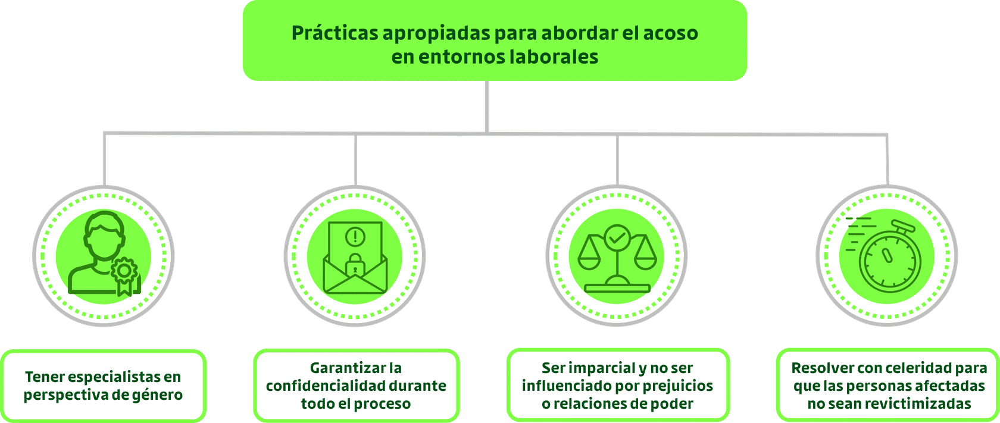 Prácticas apropiadas para abordar el acoso
en entornos laborales
Tener especialistas en
perspectiva de género
Garantizar la
confidencialidad durante
todo el proceso
Ser imparcial y no ser
influenciado por prejuicios
o relaciones de poder
Resolver con celeridad para
que las personas afectadas
no sean revictimizadas